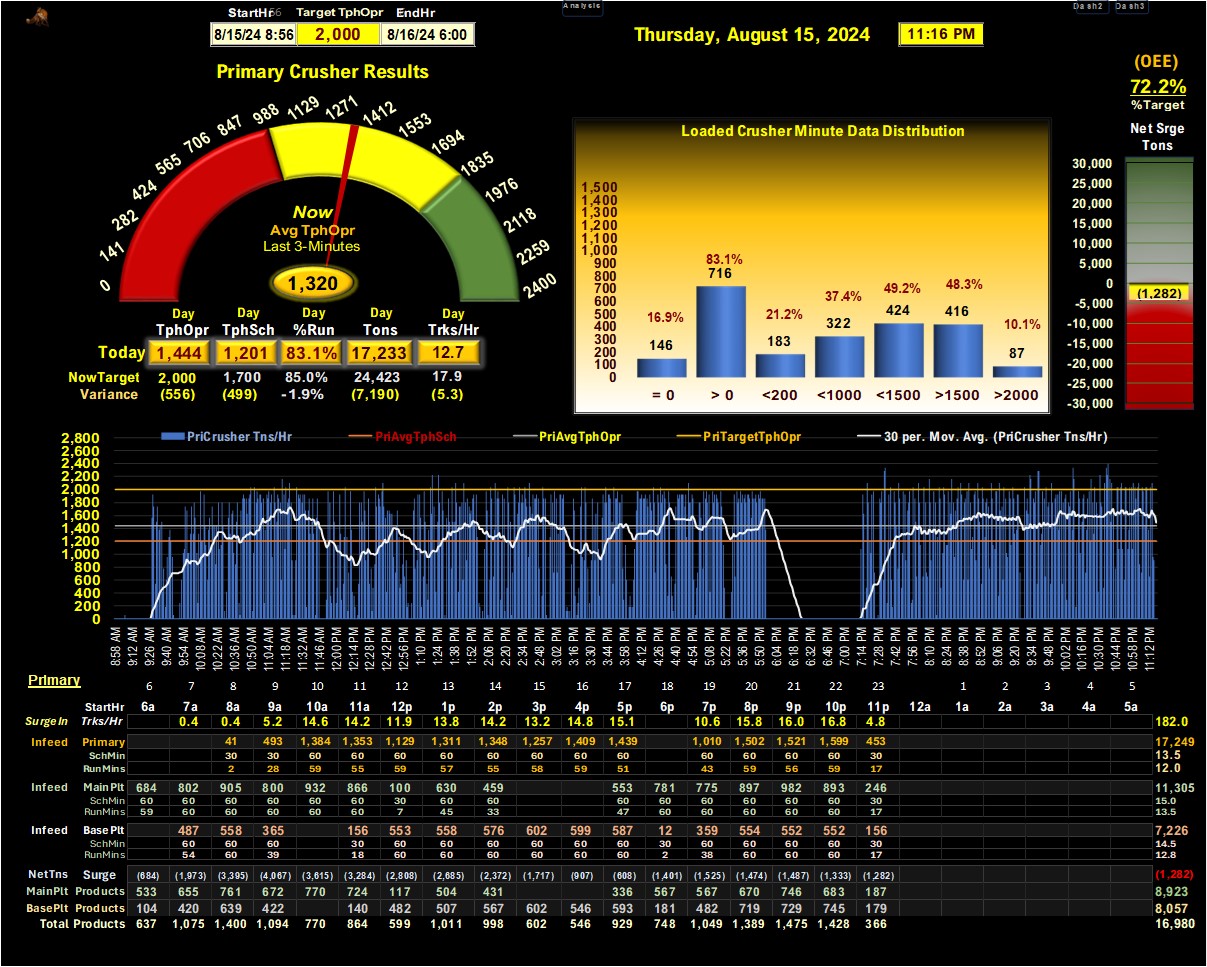 Analysis
Dash2 Dash3
StartHr56 Target TphOpr EndHr
8/15/24 8:56 2,000 8/16/24 6:00
Thursday, August 15, 2024 11:16 PM
Primary Crusher Results
(OEE)
72.2%
%Target
Net Srge
Tons
0 141 282 424 565 706 847 988 1129 1271 1412 1553 1694 1835 1976 2118 2259 2400
Now
Avg TphOpr
Last 3-Minutes
1,320
Loaded Crusher Minute Data Distribution
1,500
1,400
1,300
1,200
1,100
1,000
900
800
700
600
500
400
300
200
100
0
16.9% 83.1% 21.2% 37.4% 49.2% 48.3% 10.1%
146 716 183 322 424 416 87
= 0 > 0 <200 <1000 <1500 >1500 >2000
30,000
25,000
20,000
15,000
10,000
5,000
0
(1,282)
-5,000
-10,000
-15,000
-20,000
-25,000
-30,000
Day Day Day Day Day
TphOpr TphSch %Run Tons Trks/Hr
Today 1,444 1,201 83.1% 17,233 12.7
NowTarget 2,000 1,700 85.0% 24,423 17.9
Variance (556) (499) -1.9% (7,190) (5.3)
PriCrusher Tns/Hr PriAvgTphSch PriAvgTphOpr PriTargetTphOpr 30 per. Mov. Avg. (PriCrusher Tns/Hr)
2,800
2,600
2,400
2,200
2,000
1,800
1,600
1,400
1,200
1,000
800
600
400
200
0
8:58 AM 9:12 AM 9:26 AM 9:40 AM 9:54 AM 10:08 AM 10:22 AM 10:36 AM 10:50 AM 11:04 AM 11:18 AM 11:32 AM 11:46 AM 12:00 PM 12:14 PM 12:28 PM 12:42 PM 12:56 PM 1:10 PM 1:24 PM 1:38 PM 1:52 PM 2:06 PM 2:20 PM 2:34 PM 2:48 PM 3:02 PM 3:16 PM 3:30 PM 3:44 PM 3:58 PM 4:12 PM 4:26 PM 4:40 PM 4:54 PM 5:08 PM 5:22 PM 5:36 PM 5:50 PM 6:04 PM 6:18 PM 6:32 PM 6:46 PM 7:00 PM 7:14 PM 7:28 PM 7:42 PM 7:56 PM 8:10 PM 8:24 PM 8:38 PM 8:52 PM 9:06 PM 9:20 PM 9:34 PM 9:48 PM 10:02 PM 10:16 PM 10:30 PM 10:44 PM 10:58 PM 11:12 PM
Primary
6 7 8 9 10 11 12 13 14 15 16 17 18 19 20 21 22 23 1 2 3 4 5
StartHr 6a 7a 8a 9a 10a 11a 12p 1p 2p 3p 4p 5p 6p 7p 8p 9p 10p 11p 12a 1a 2a 3a 4a 5a
SurgeIn Trks/Hr 0.4 0.4 5.2 14.6 14.2 11.9 13.8 14.2 13.2 14.8 15.1 10.6 15.8 16.0 16.8 4.8 182.0
Infeed Primary 41 493 1,384 1,353 1,129 1,311 1,348 1,257 1,409 1,439 1,010 1,502 1,521 1,599 453 17,249
SchMin 30 30 60 60 60 60 60 60 60 60 60 60 60 60 30 13.5
RunMins 2 28 59 55 59 57 55 58 59 51 43 59 56 59 17 12.0
Infeed Main Plt 684 802 905 800 932 866 100 630 459 553 781 775 897 982 893 246 11,305
SchMin 60 60 60 60 60 60 30 60 60 60 60 60 60 60 60 30 15.0
RunMins 59 60 60 60 60 60 7 45 33 47 60 60 60 60 60 17 13.5
Infeed Base Plt 487 558 365 156 553 558 576 602 599 587 12 359 554 552 552 156 7,226
SchMin 60 60 60 30 60 60 60 60 60 60 30 60 60 60 60 30 14.5
RunMins 54 60 39 18 60 60 60 60 60 60 2 38 60 60 60 17 12.8
NetTns Surge (684) (1,973) (3,395) (4,067) (3,615) (3,284) (2,808) (2,685) (2,372) (1,717) (907) (608) (1,401) (1,525) (1,474) (1,487) (1,333) (1,282) (1,282)
MainPlt Products 533 655 761 672 770 724 117 504 431 336 567 567 670 746 683 187 8,923
BasePlt Products 104 420 639 422 140 482 507 567 602 546 593 181 482 719 729 745 179 8,057
Total Products 637 1,075 1,400 1,094 770 864 599 1,011 998 602 546 929 748 1,049 1,389 1,475 1,428 366 16,980